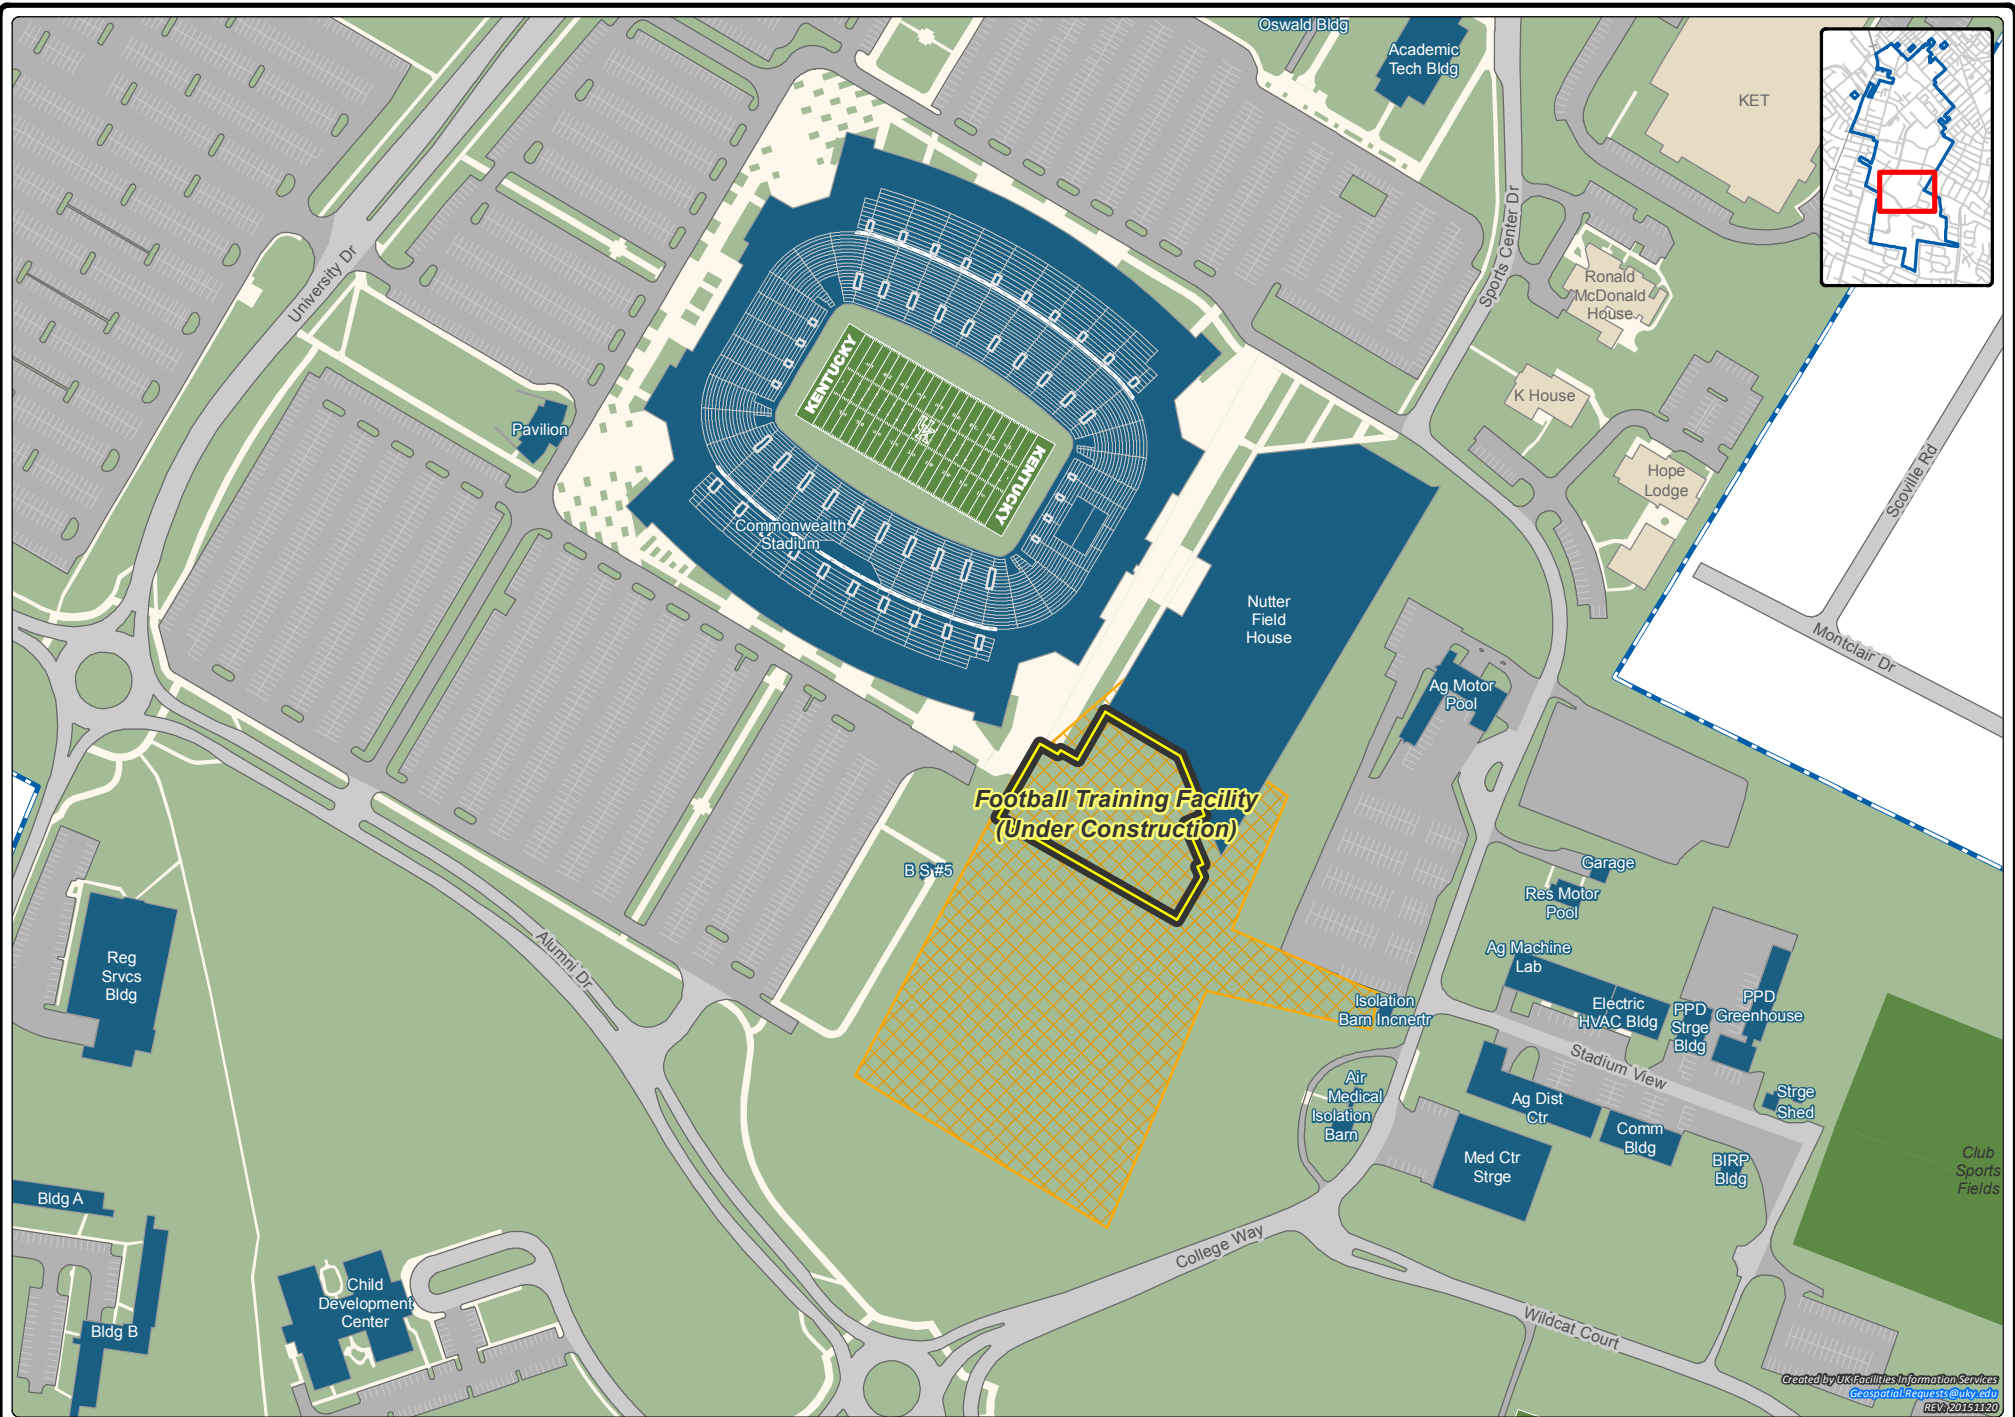 Oswald Bldg
Academic
Tech Bldg
KET
University Dr
Sports Center Dr
Ronald
McDonald
House
KENTUCKY
KENTUCKY
UK
K House
Pavilion
Hope
Lodge
Scoville Rd
Commonwealth
Stadium
Nutter
Field
House
Montclair Dr
Ag Motor
Pool
Football Training Facility
(Under Construction)
B S #5
Garage
Res Motor
Pool
Alumni Dr
Reg
Srvcs
Bldg
Ag Machine
Lab
Isolation
Barn Incnertr
Electric
HVAC Bldg
PPD
Strge
Bldg
PPD
Greenhouse
Stadium View
Air
Medical
Isolation
Barn
Ag Dist
Ctr
Strge
Shed
Comm
Bldg
Med Ctr
Strge
BIRP
Bldg
Club
Sports
Fields
Bldg A
College Way
Child
Development
Center
Bldg B
Wildcat Court
Created by UK Facilities Information Services
Geospatial.Requests@uky.edu
REV: 20151120